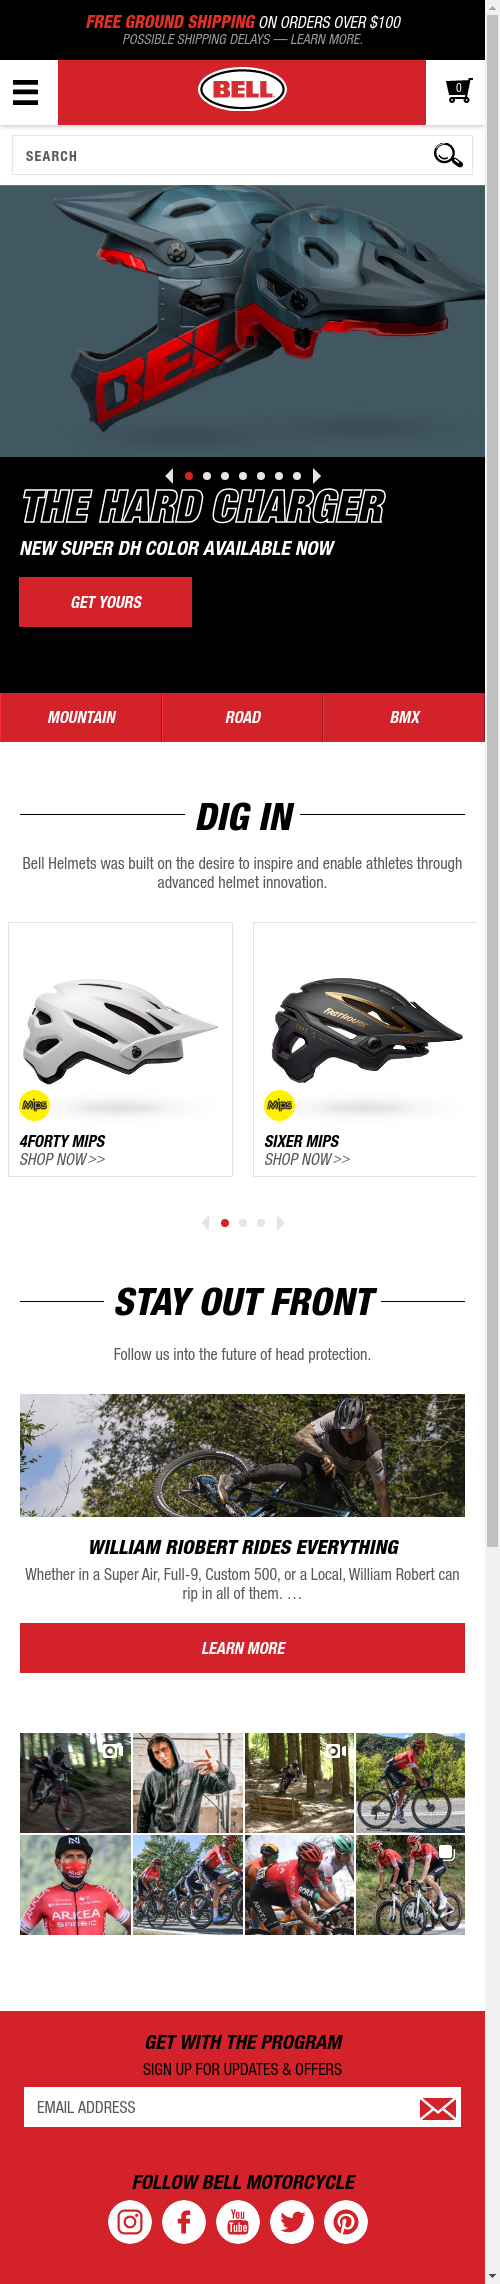 FREE GROUND SHIPPING ON ORDERS OVER $100
POSSIBLE SHIPPING DELAYS — LEARN MORE.
BELL
0
SEARCH
BELL
THE HARD CHARGER
NEW SUPER DH COLOR AVAILABLE NOW
GET YOURS
MOUNTAIN
ROAD
BMX
DIG IN
Bell Helmets was built on the desire to inspire and enable athletes through
advanced helmet innovation.
FASTHOUSE
Mips
Mips
4FORTY MIPS
SHOP NOW>>
SIXER MIPS
SHOP NOW>>
STAY OUT FRONT
Follow us into the future of head protection.
WILLIAM RIOBERT RIDES EVERYTHING
Whether in a Super Air, Full-9, Custom 500, or a Local, William Robert can
rip in all of them. …
LEARN MORE
ARKEA
SAMSIC
ARKEA
GET WITH THE PROGRAM
SIGN UP FOR UPDATES & OFFERS
EMAIL ADDRESS
FOLLOW BELL MOTORCYCLE
You
Tube